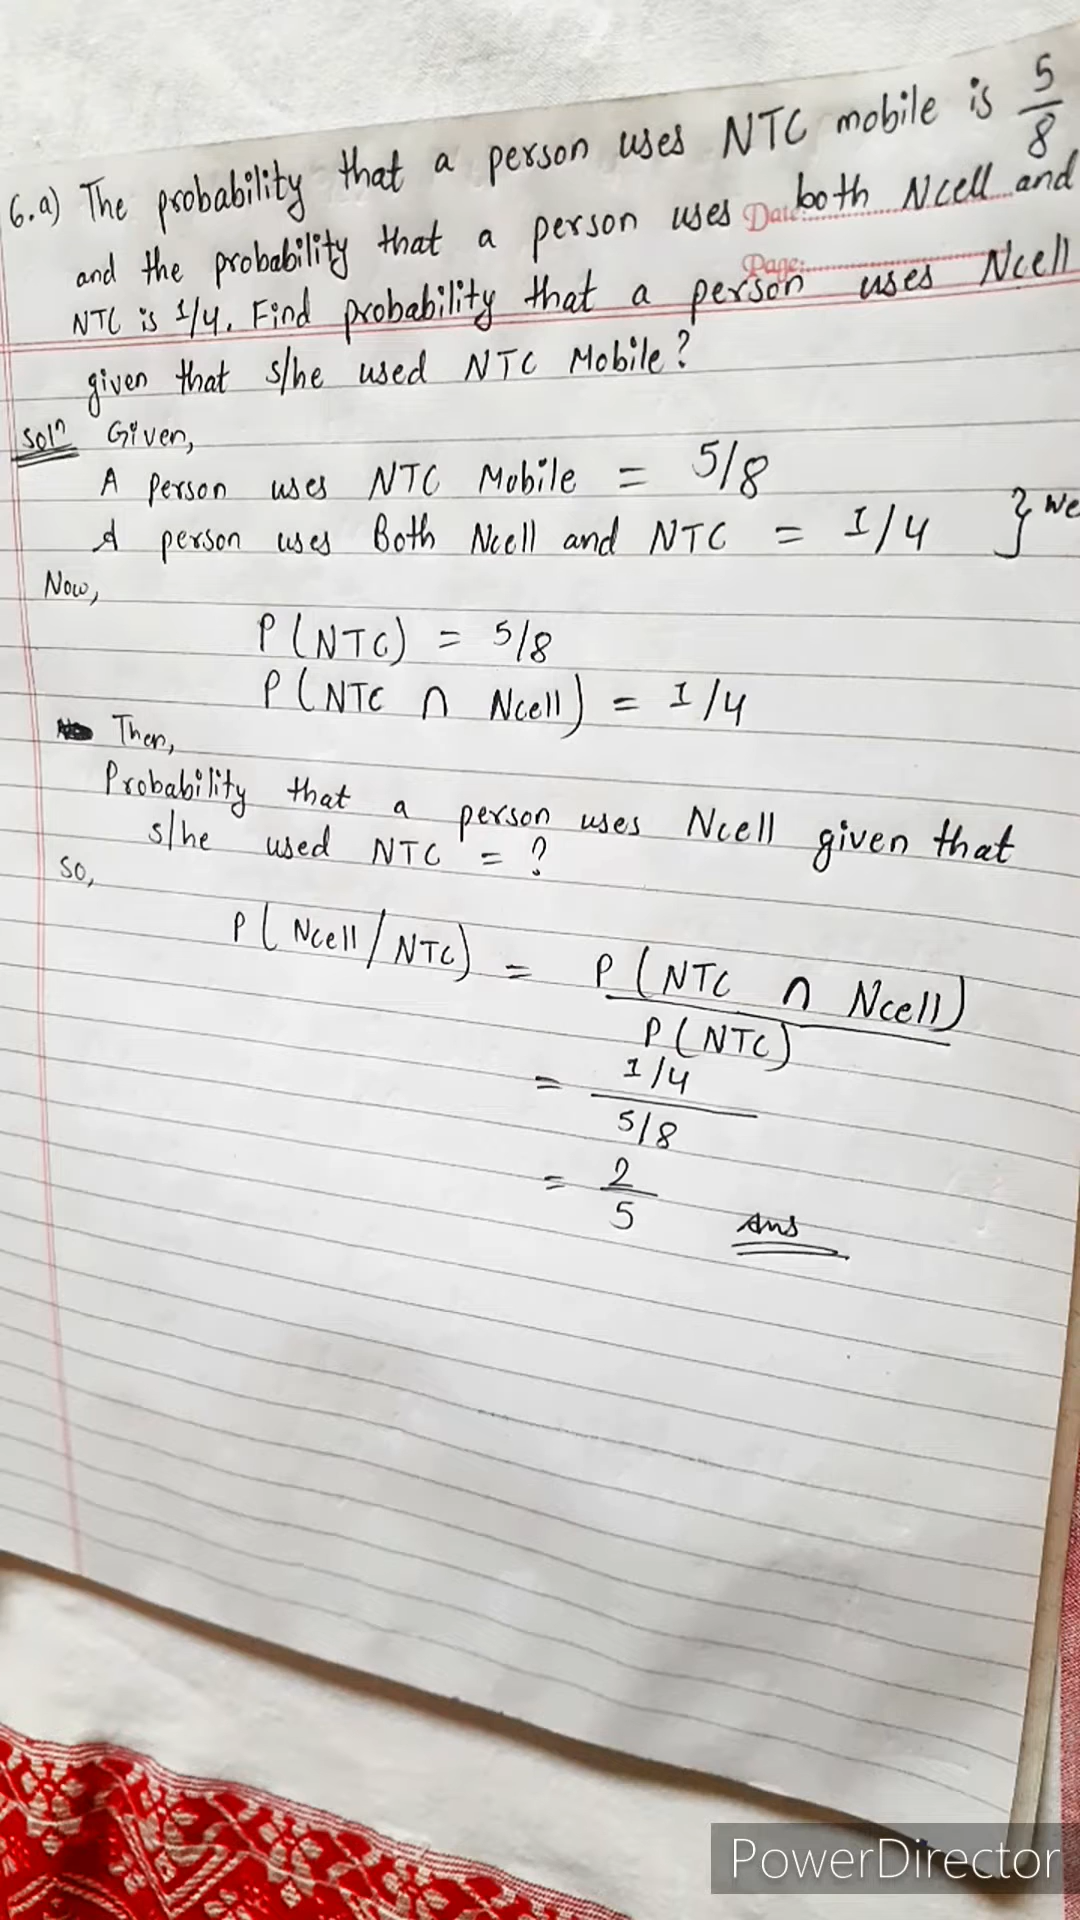 6.a) The probability that a person uses NTC mobile is 5/8
and the probability that a person uses both Ncell and
Date:
Page:
NTC is 1/4. Find probability that a person uses Ncell
given that s/he used NTC Mobile?
Solⁿ Given,
A person uses NTC Mobile = 5/8
A person uses Both Ncell and NTC = 1/4 } We
Now,
P(NTC) = 5/8
P(NTC ∩ Ncell) = 1/4
Then,
Probability that a person uses Ncell given that
s/he used NTC = ?
So,
P(Ncell/NTC) = P(NTC ∩ Ncell)
P(NTC)
= 1/4
5/8
= 2
5 Ans
PowerDirector